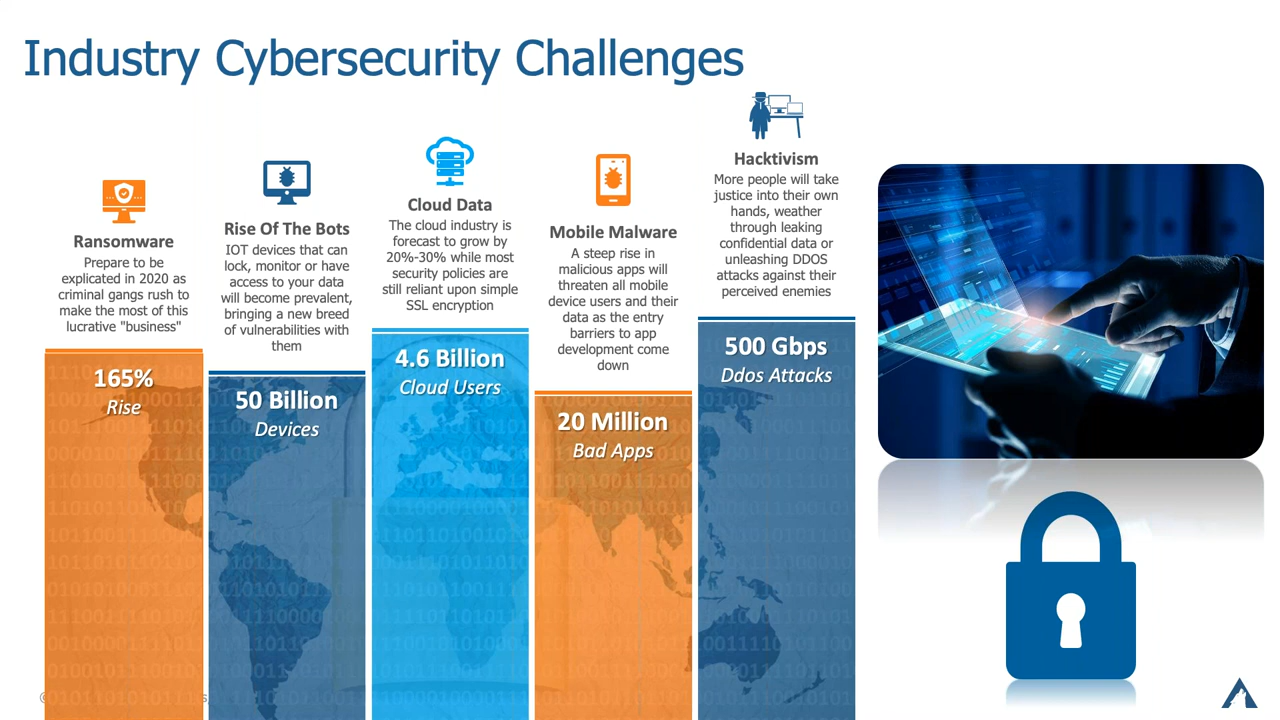 Industry Cybersecurity Challenges
Ransomware
Prepare to be
explicated in 2020 as
criminal gangs rush to
make the most of this
lucrative "business"
165%
Rise
Rise Of The Bots
IOT devices that can
lock, monitor or have
access to your data
will become prevalent,
bringing a new breed
of vulnerabilities with
them
50 Billion
Devices
Cloud Data
The cloud industry is
forecast to grow by
20%-30% while most
security policies are
still reliant upon simple
SSL encryption
4.6 Billion
Cloud Users
Mobile Malware
A steep rise in
malicious apps will
threaten all mobile
device users and their
data as the entry
barriers to app
development come
down
20 Million
Bad Apps
Hacktivism
More people will take
justice into their own
hands, weather
through leaking
confidential data or
unleashing DDOS
attacks against their
perceived enemies
500 Gbps
Ddos Attacks